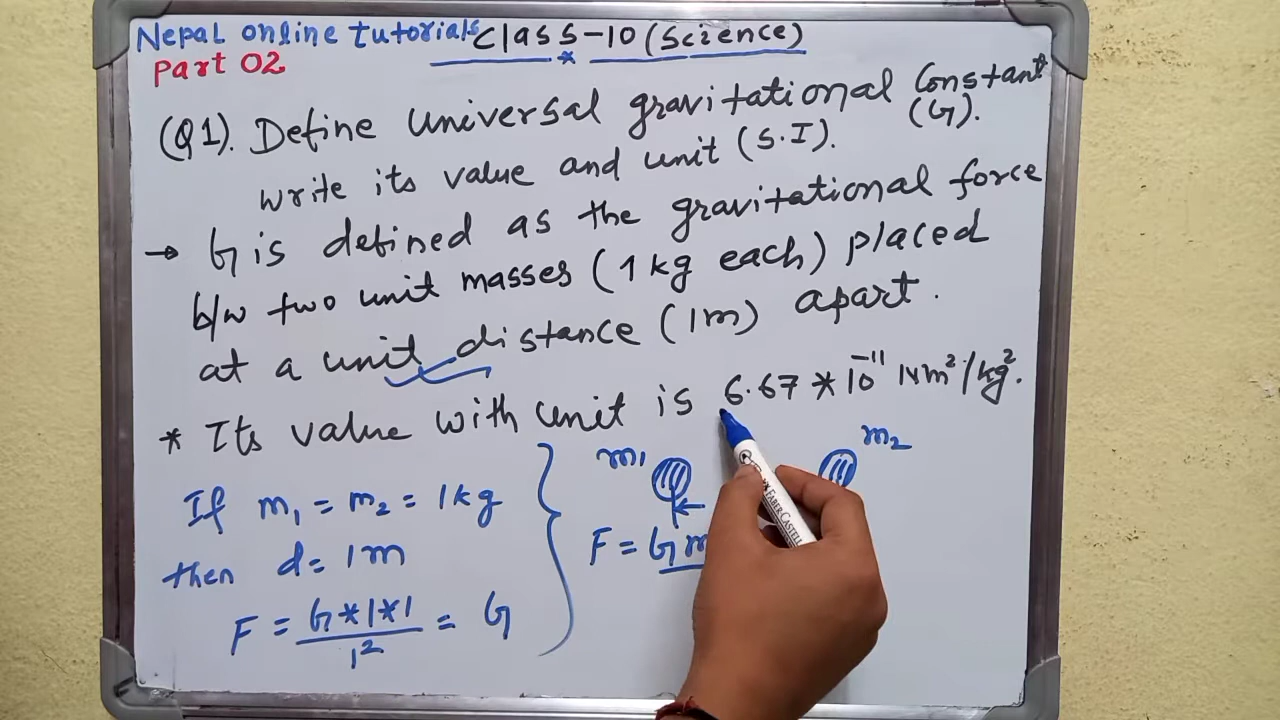 Nepal online tutorials Class-10 (Science)
Part 02
(Q1). Define universal gravitational Constant (G).
write its value and unit (S.I).
→ G is defined as the gravitational force
b/w two unit masses (1 kg each) placed
at a unit distance (1m) apart.
* Its value with unit is 6.67 * 10⁻¹¹ Nm²/kg².
If m₁ = m₂ = 1kg
then d = 1m
F = G*1*1/1² = G
m₁ m₂
F = G m
FABER CASTELL